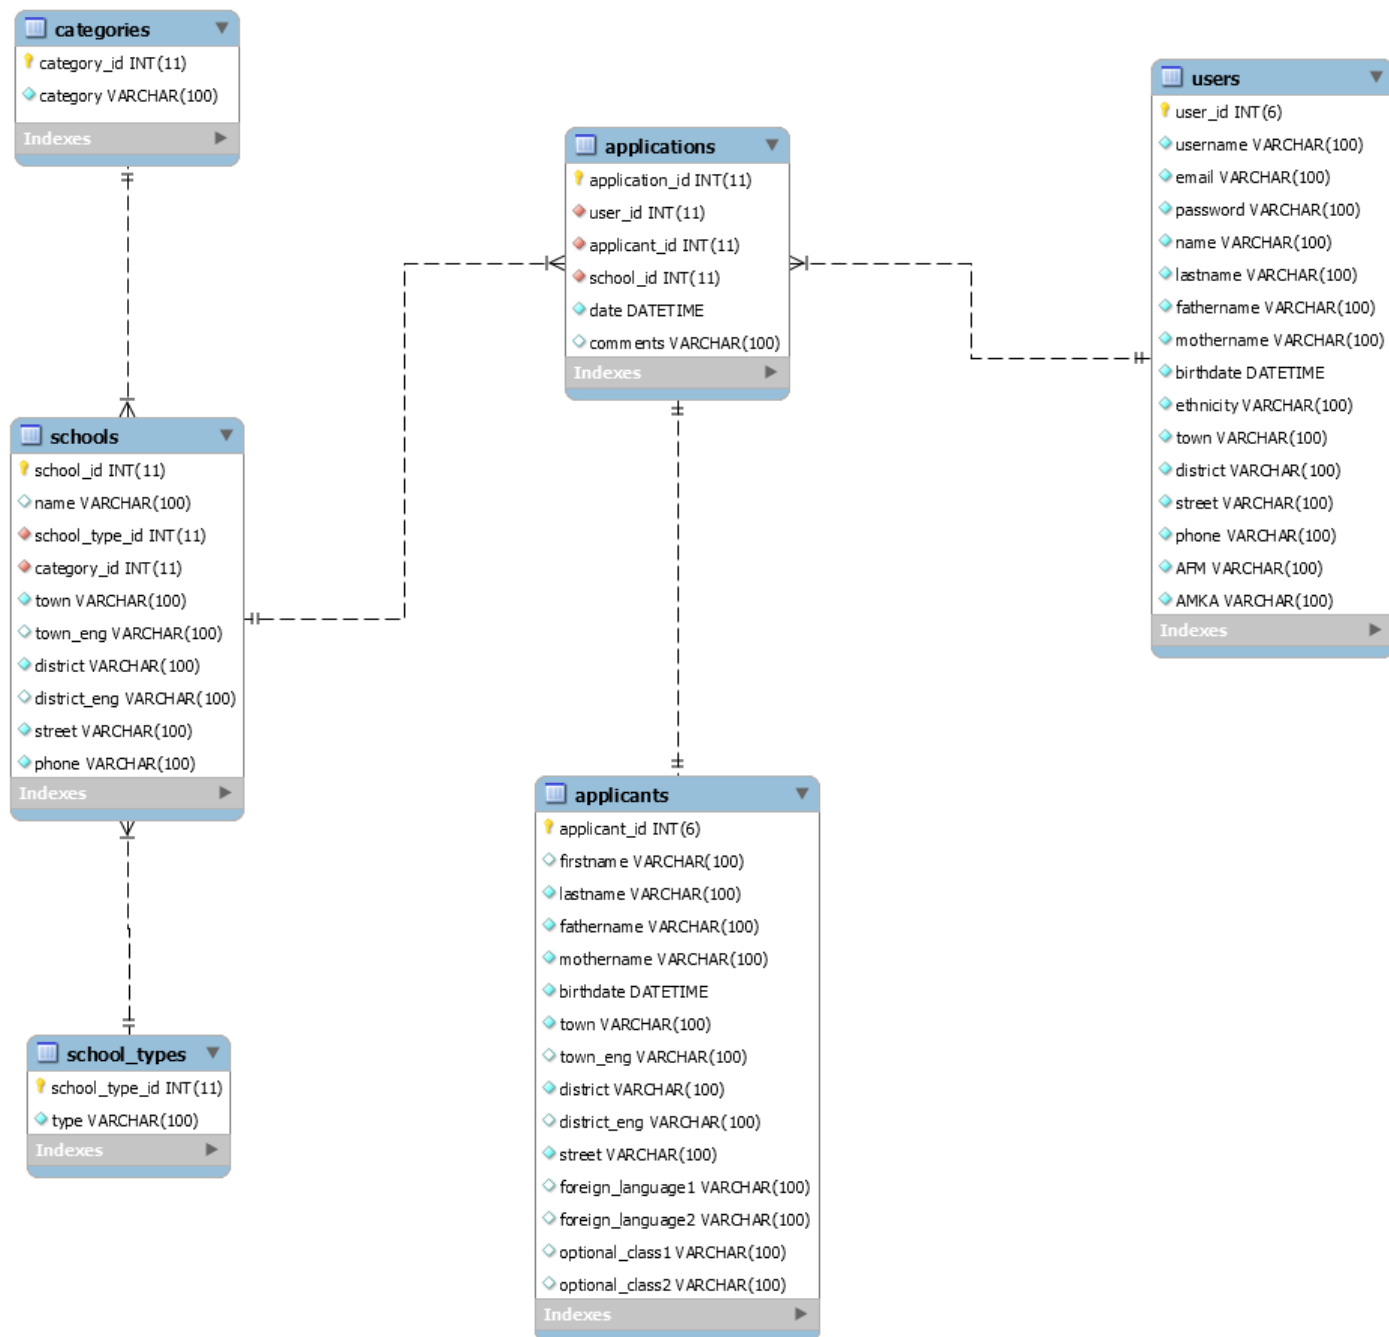 categories
category_id INT(11)
category VARCHAR(100)
Indexes
applications
application_id INT(11)
user_id INT(11)
applicant_id INT(11)
school_id INT(11)
date DATETIME
comments VARCHAR(100)
Indexes
users
user_id INT(6)
username VARCHAR(100)
email VARCHAR(100)
password VARCHAR(100)
name VARCHAR(100)
lastname VARCHAR(100)
fathername VARCHAR(100)
mothername VARCHAR(100)
birthdate DATETIME
ethnicity VARCHAR(100)
town VARCHAR(100)
district VARCHAR(100)
street VARCHAR(100)
phone VARCHAR(100)
AFM VARCHAR(100)
AMKA VARCHAR(100)
Indexes
schools
school_id INT(11)
name VARCHAR(100)
school_type_id INT(11)
category_id INT(11)
town VARCHAR(100)
town_eng VARCHAR(100)
district VARCHAR(100)
district_eng VARCHAR(100)
street VARCHAR(100)
phone VARCHAR(100)
Indexes
applicants
applicant_id INT(6)
firstname VARCHAR(100)
lastname VARCHAR(100)
fathername VARCHAR(100)
mothername VARCHAR(100)
birthdate DATETIME
town VARCHAR(100)
town_eng VARCHAR(100)
district VARCHAR(100)
district_eng VARCHAR(100)
street VARCHAR(100)
foreign_language1 VARCHAR(100)
foreign_language2 VARCHAR(100)
optional_class1 VARCHAR(100)
optional_class2 VARCHAR(100)
Indexes
school_types
school_type_id INT(11)
type VARCHAR(100)
Indexes